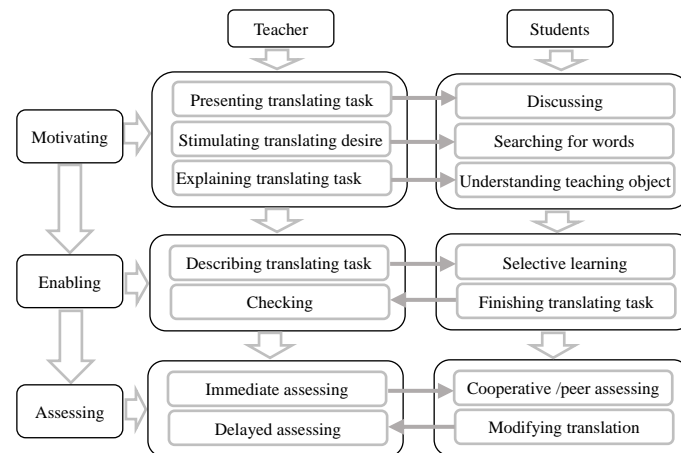 Teacher
Students
Motivating
Presenting translating task
Discussing
Stimulating translating desire
Searching for words
Explaining translating task
Understanding teaching object
Enabling
Describing translating task
Selective learning
Checking
Finishing translating task
Assessing
Immediate assessing
Cooperative /peer assessing
Delayed assessing
Modifying translation